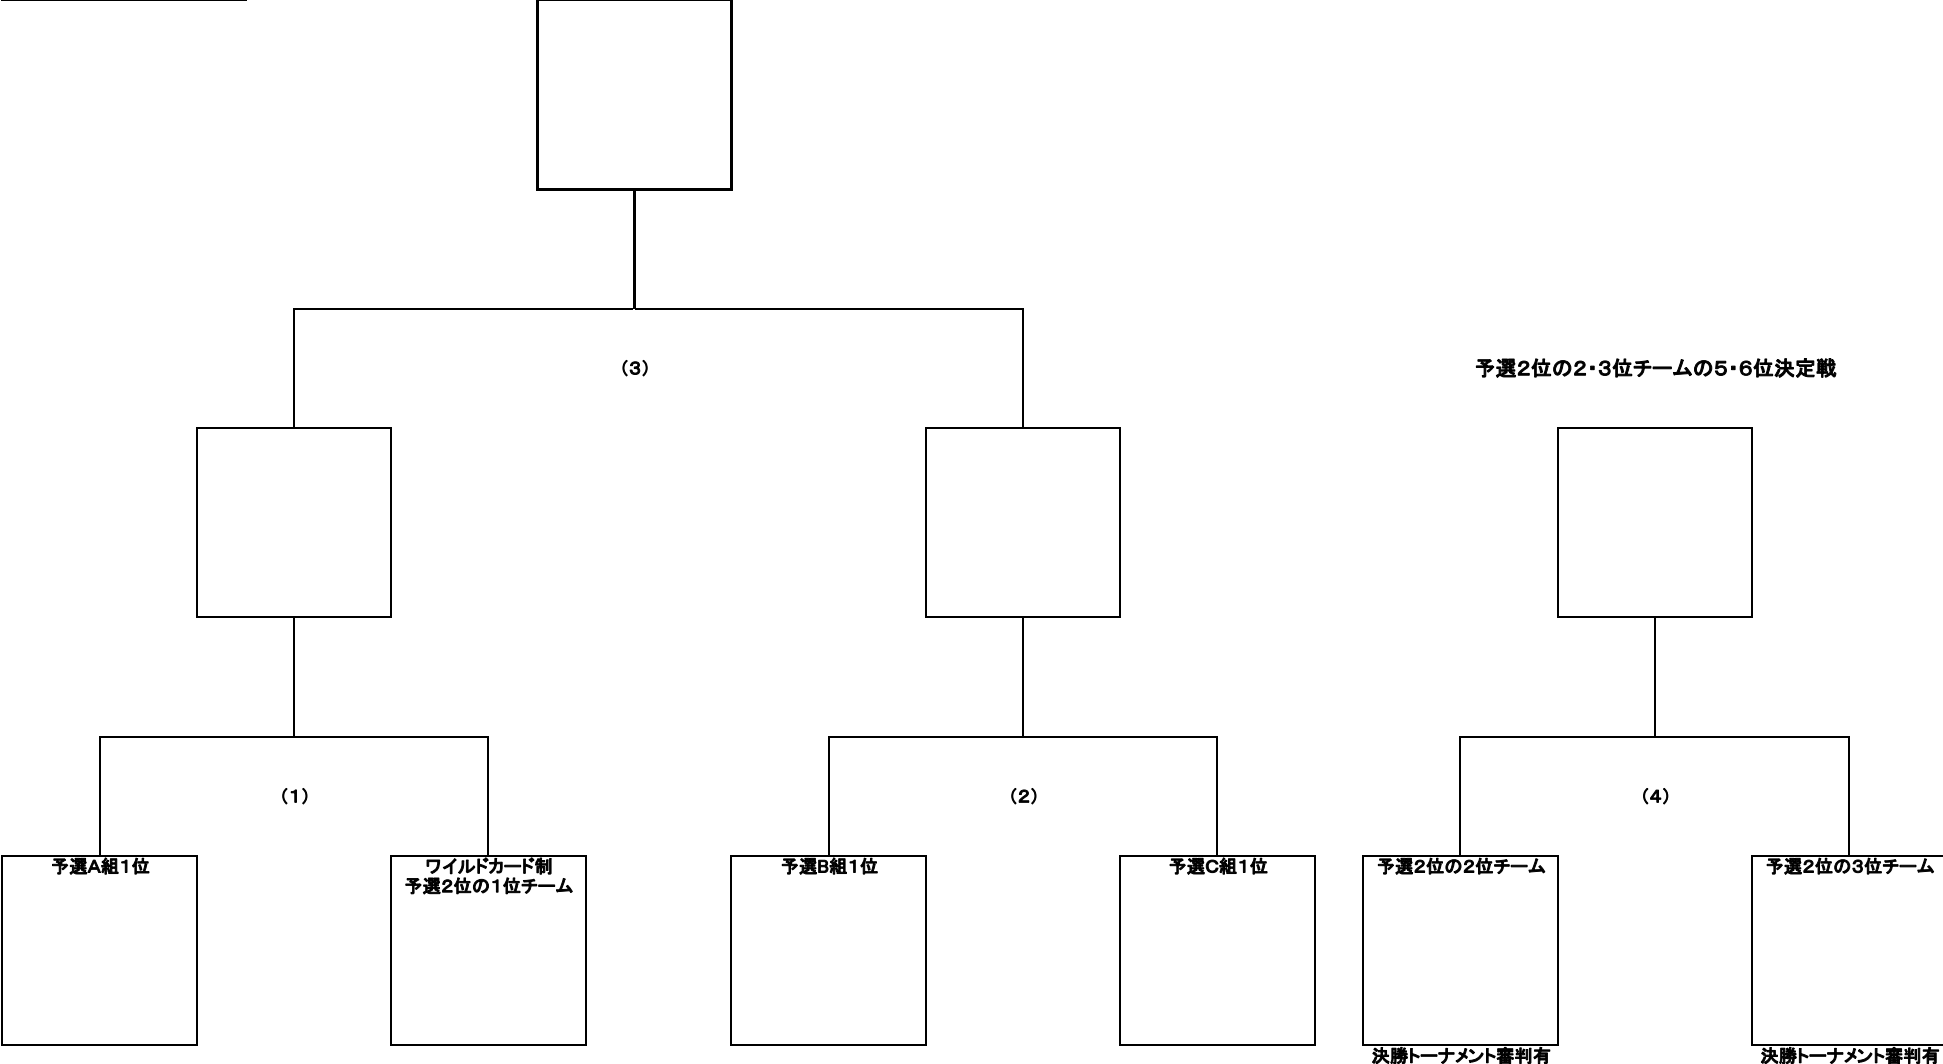 （３）
予選２位の２・３位チームの５・６位決定戦
（１）
（２）
（４）
予選Ａ組１位
ワイルドカード制
予選２位の１位チーム
予選Ｂ組１位
予選Ｃ組１位
予選２位の２位チーム
予選２位の３位チーム
決勝トーナメント審判有
決勝トーナメント審判有